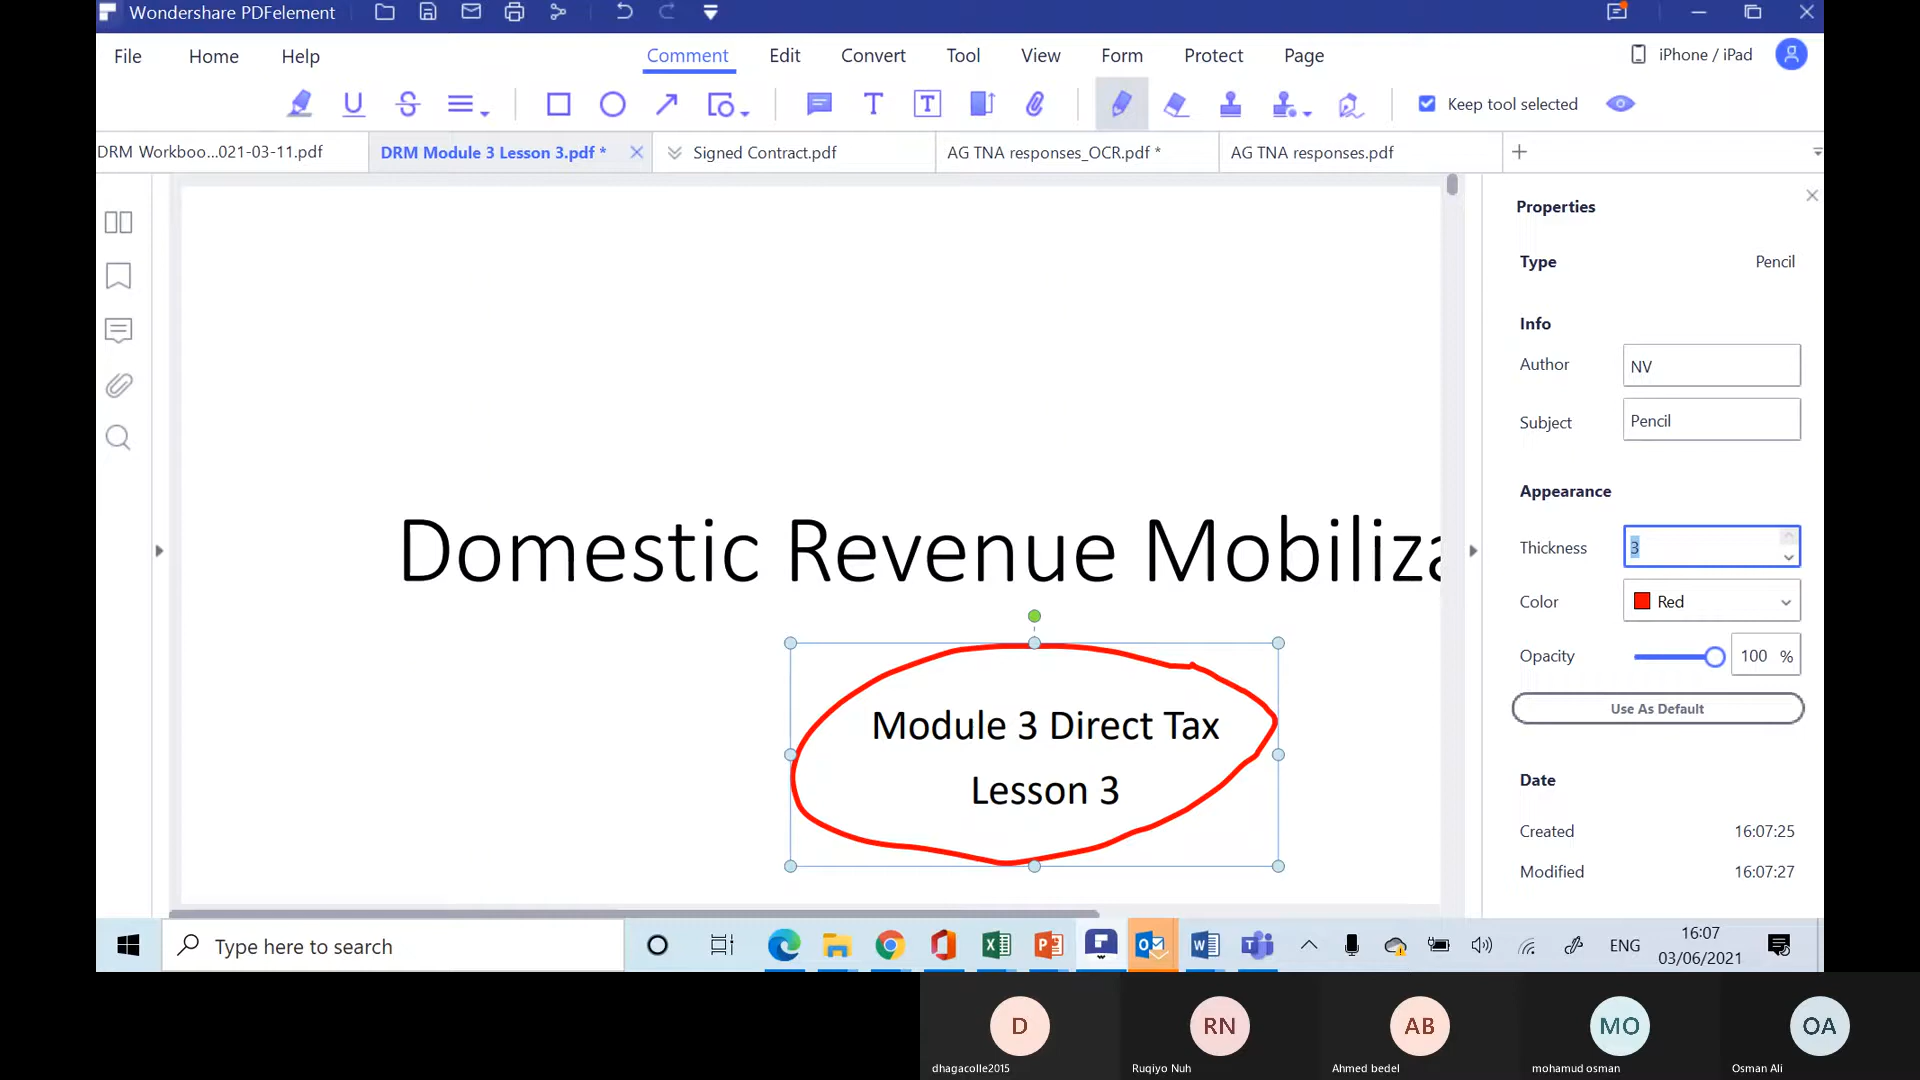 Wondershare PDFelement
File Home Help Comment Edit Convert Tool View Form Protect Page iPhone / iPad
Keep tool selected
DRM Workboo...021-03-11.pdf DRM Module 3 Lesson 3.pdf * Signed Contract.pdf AG TNA responses_OCR.pdf * AG TNA responses.pdf
Properties
Type Pencil
Info
Author NV
Subject Pencil
Appearance
Thickness 3
Color Red
Opacity 100 %
Use As Default
Date
Created 16:07:25
Modified 16:07:27
Domestic Revenue Mobiliza
Module 3 Direct Tax
Lesson 3
Type here to search
ENG
16:07
03/06/2021
D RN AB MO OA
dhagacolle2015 Ruqiyo Nuh Ahmed bedel mohamud osman Osman Ali